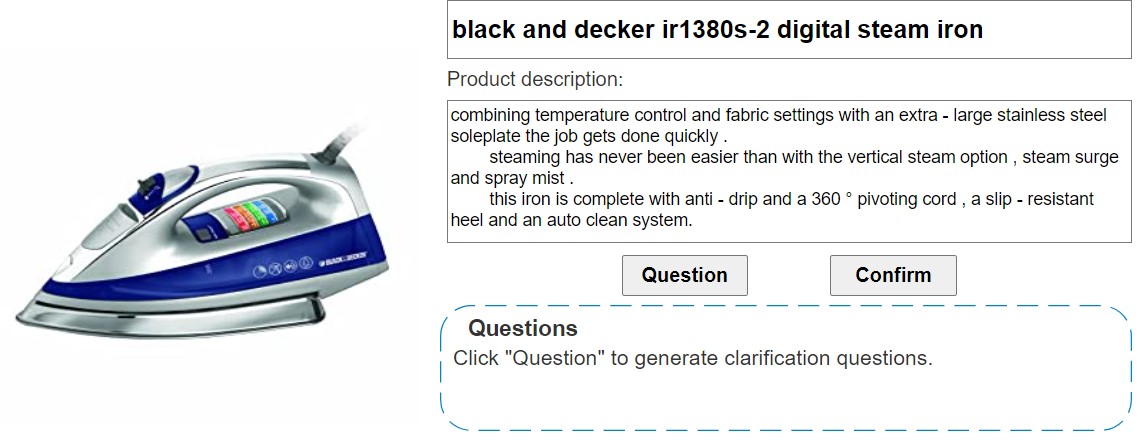 black and decker ir1380s-2 digital steam iron
Product description:
combining temperature control and fabric settings with an extra - large stainless steel
soleplate the job gets done quickly .
steaming has never been easier than with the vertical steam option , steam surge
and spray mist .
this iron is complete with anti - drip and a 360 ° pivoting cord , a slip - resistant
heel and an auto clean system.
Question
Confirm
Questions
Click "Question" to generate clarification questions.
BLACK&DECKER